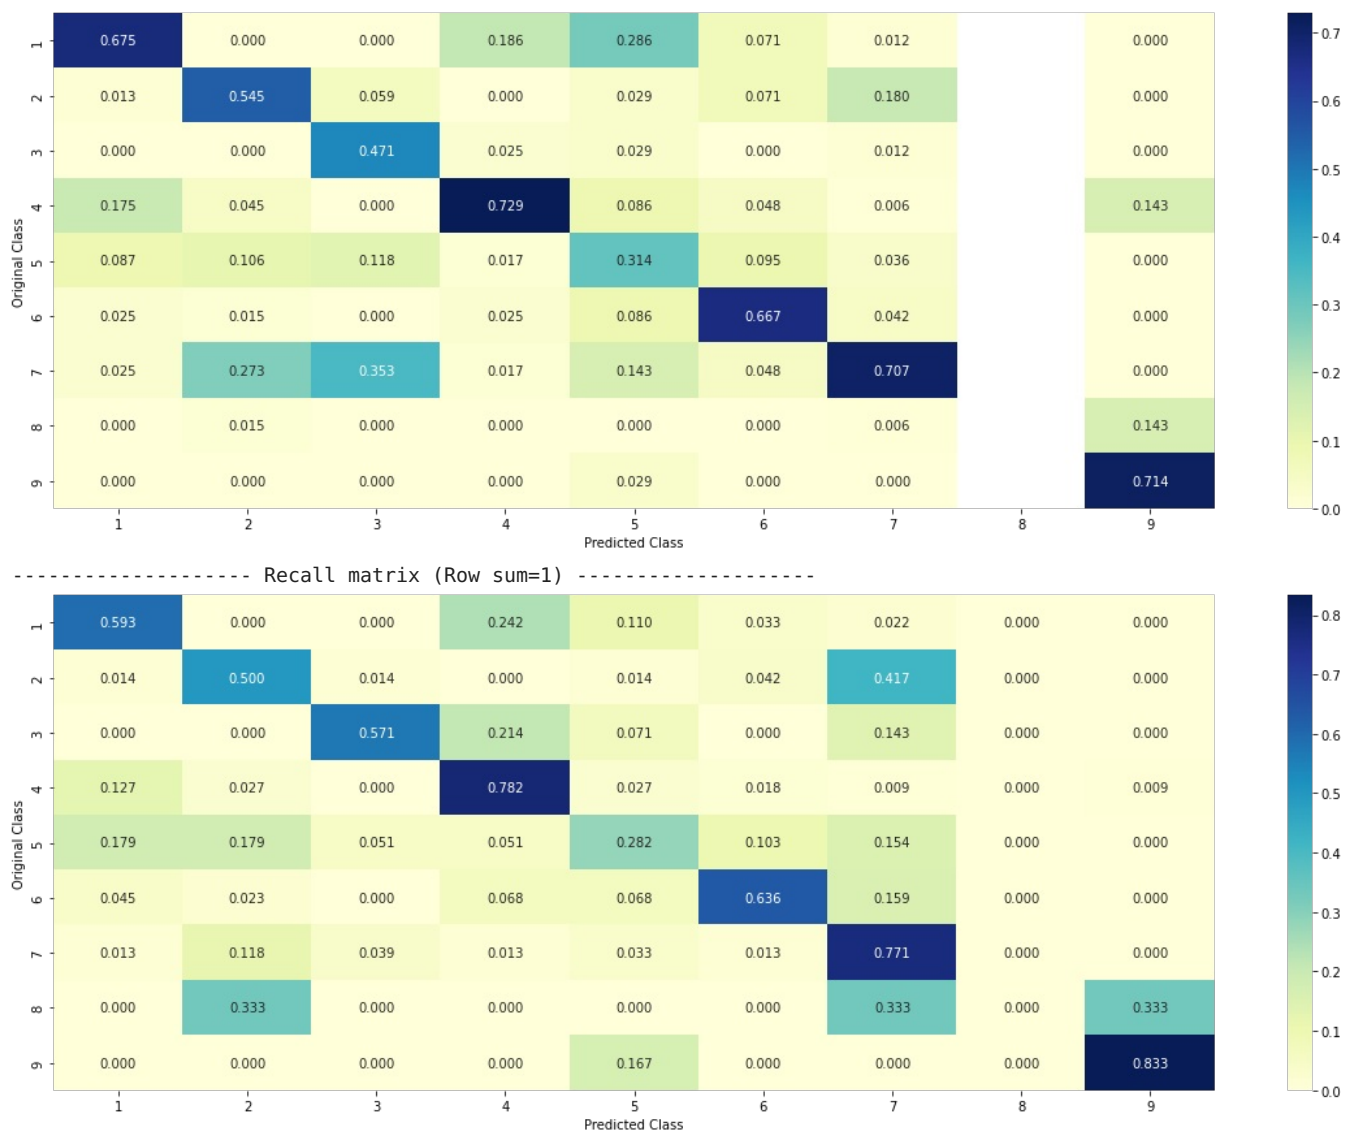 1 0.675 0.000 0.000 0.186 0.286 0.071 0.012 0.000
2 0.013 0.545 0.059 0.000 0.029 0.071 0.180 0.000
3 0.000 0.000 0.471 0.025 0.029 0.000 0.012 0.000
4 0.175 0.045 0.000 0.729 0.086 0.048 0.006 0.143
5 0.087 0.106 0.118 0.017 0.314 0.095 0.036 0.000
6 0.025 0.015 0.000 0.025 0.086 0.667 0.042 0.000
7 0.025 0.273 0.353 0.017 0.143 0.048 0.707 0.000
8 0.000 0.015 0.000 0.000 0.000 0.000 0.006 0.143
9 0.000 0.000 0.000 0.000 0.029 0.000 0.000 0.714
Original Class
1 2 3 4 5 6 7 8 9
Predicted Class
0.7
0.6
0.5
0.4
0.3
0.2
0.1
0.0
-------------------- Recall matrix (Row sum=1) --------------------
1 0.593 0.000 0.000 0.242 0.110 0.033 0.022 0.000 0.000
2 0.014 0.500 0.014 0.000 0.014 0.042 0.417 0.000 0.000
3 0.000 0.000 0.571 0.214 0.071 0.000 0.143 0.000 0.000
4 0.127 0.027 0.000 0.782 0.027 0.018 0.009 0.000 0.009
5 0.179 0.179 0.051 0.051 0.282 0.103 0.154 0.000 0.000
6 0.045 0.023 0.000 0.068 0.068 0.636 0.159 0.000 0.000
7 0.013 0.118 0.039 0.013 0.033 0.013 0.771 0.000 0.000
8 0.000 0.333 0.000 0.000 0.000 0.000 0.333 0.000 0.333
9 0.000 0.000 0.000 0.000 0.167 0.000 0.000 0.000 0.833
Original Class
1 2 3 4 5 6 7 8 9
Predicted Class
0.8
0.7
0.6
0.5
0.4
0.3
0.2
0.1
0.0